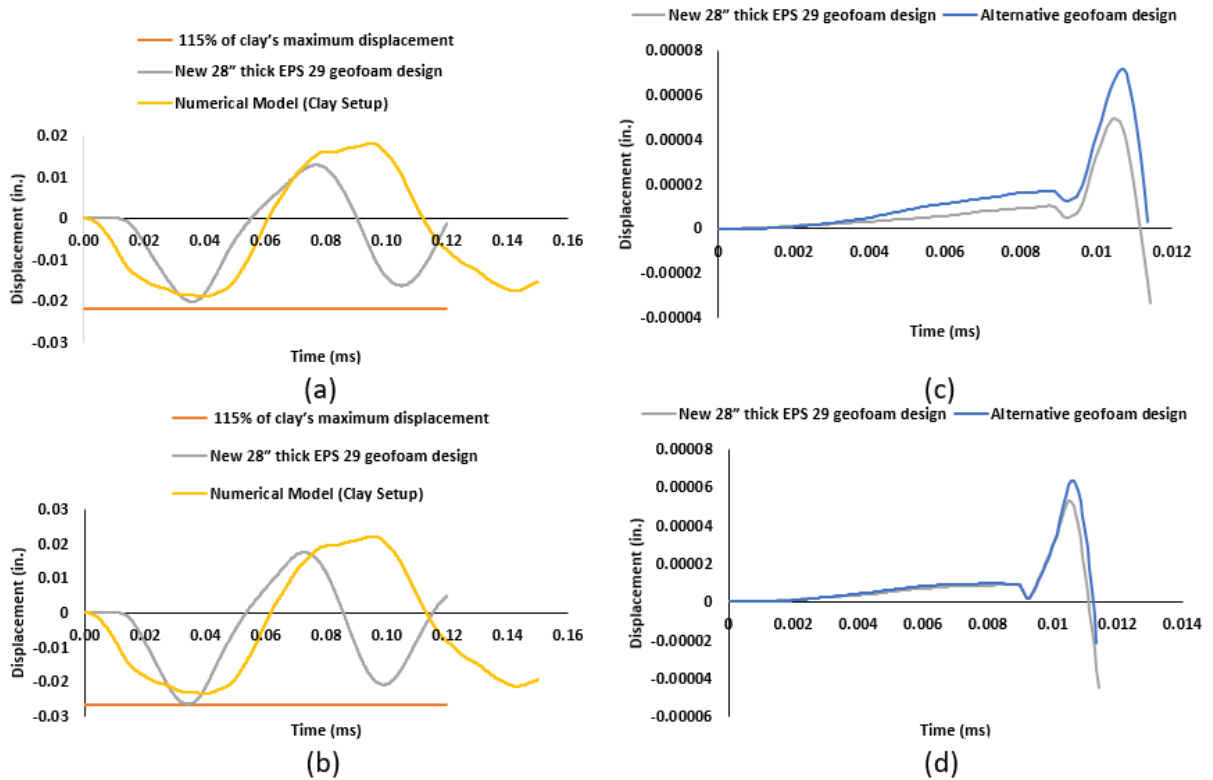 115% of clay’s maximum displacement
New 28” thick EPS 29 geofoam design
Numerical Model (Clay Setup)
0.02
0.01
0
-0.01
-0.02
-0.03
0.00 0.02 0.04 0.06 0.08 0.10 0.12 0.14 0.16
Displacement (in.)
Time (ms)
(a)
New 28” thick EPS 29 geofoam design Alternative geofoam design
0.00008
0.00006
0.00004
0.00002
0
-0.00002
-0.00004
0 0.002 0.004 0.006 0.008 0.010 0.012
Displacement (in.)
Time (ms)
(c)
115% of clay’s maximum displacement
New 28” thick EPS 29 geofoam design
Numerical Model (Clay Setup)
0.03
0.02
0.01
0
-0.01
-0.02
-0.03
0.00 0.02 0.04 0.06 0.08 0.10 0.12 0.14 0.16
Displacement (in.)
Time (ms)
(b)
New 28” thick EPS 29 geofoam design Alternative geofoam design
0.00008
0.00006
0.00004
0.00002
0
-0.00002
-0.00004
-0.00006
0 0.002 0.004 0.006 0.008 0.010 0.012 0.014
Displacement (in.)
Time (ms)
(d)